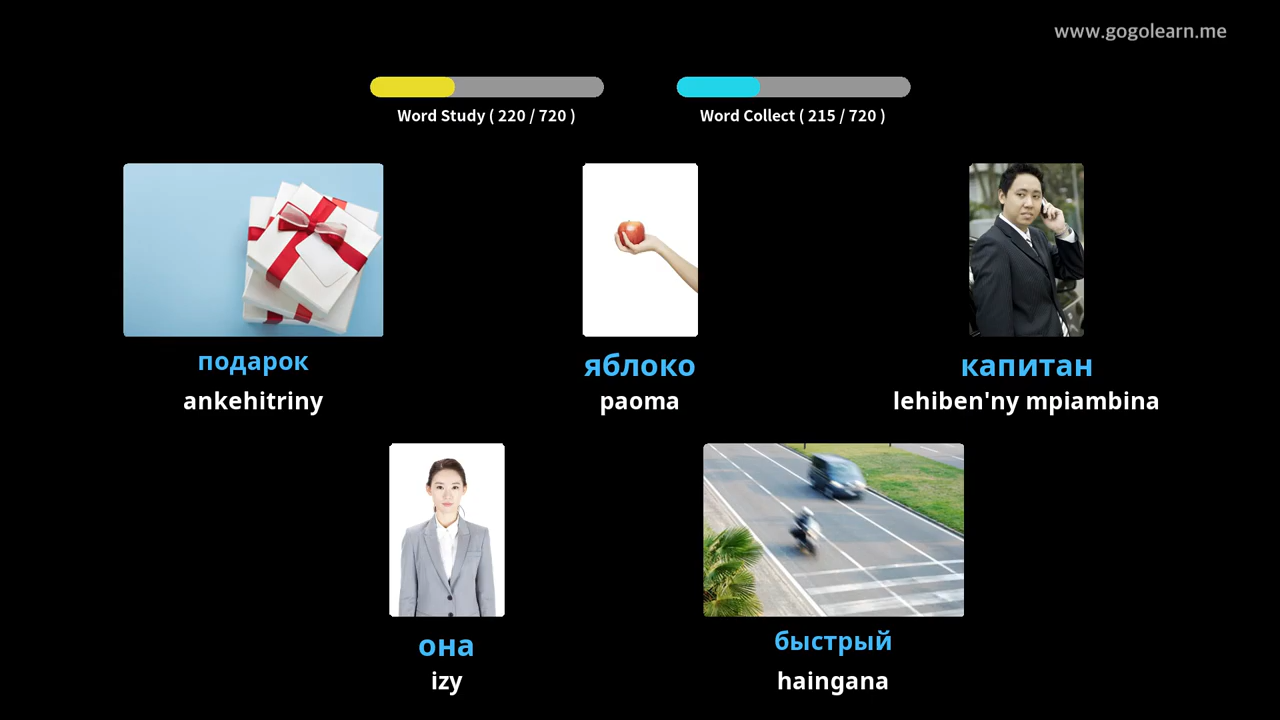 www.gogolearn.me
Word Study ( 220 / 720 )
Word Collect ( 215 / 720 )
подарок
ankehitriny
яблоко
paoma
капитан
lehiben'ny mpiambina
она
izy
быстрый
haingana